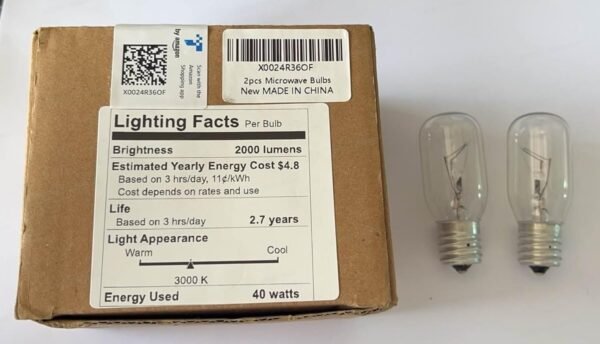 by amazon
Scan with the
Amazon
Shopping app
X0024R36OF
X0024R36OF
2pcs Microwave Bulbs
New MADE IN CHINA
Lighting Facts Per Bulb
Brightness 2000 lumens
Estimated Yearly Energy Cost $4.8
Based on 3 hrs/day, 11¢/kWh
Cost depends on rates and use
Life
Based on 3 hrs/day 2.7 years
Light Appearance
Warm Cool
3000 K
Energy Used 40 watts